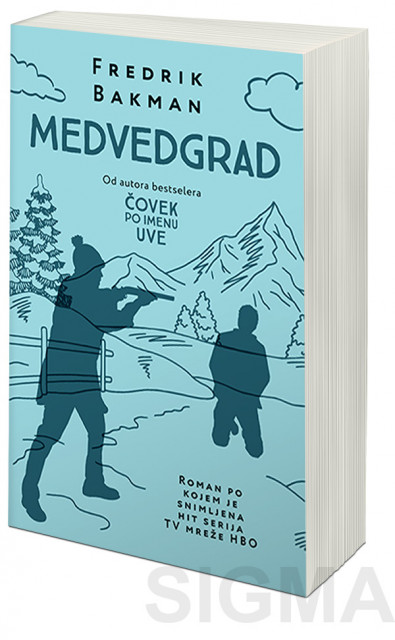 FREDRIK
BAKMAN
MEDVEDGRAD
Od autora bestselera
ČOVEK
PO IMENU
UVE
ROMAN PO
KOJEM JE
SNIMLJENA
HIT SERIJA
TV MREŽE HBO
SIGMA